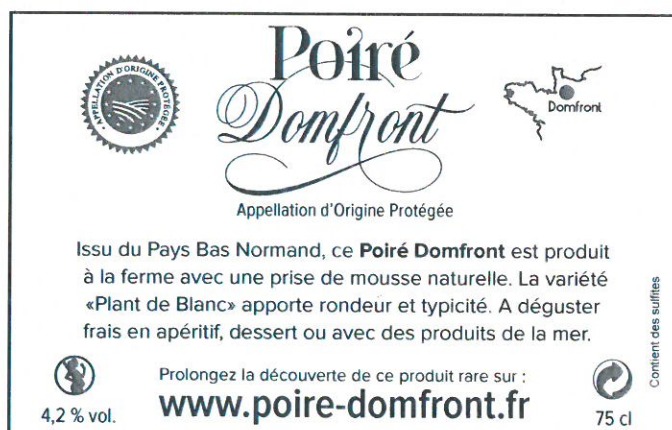 Poiré
Domfront
APPELLATION D'ORIGINE PROTÉGÉE
Domfront
Appellation d'Origine Protégée
Issu du Pays Bas Normand, ce Poiré Domfront est produit
à la ferme avec une prise de mousse naturelle. La variété
«Plant de Blanc» apporte rondeur et typicité. A déguster
frais en apéritif, dessert ou avec des produits de la mer.
Contient des sulfites
Prolongez la découverte de ce produit rare sur :
www.poire-domfront.fr
4,2 % vol.
75 cl